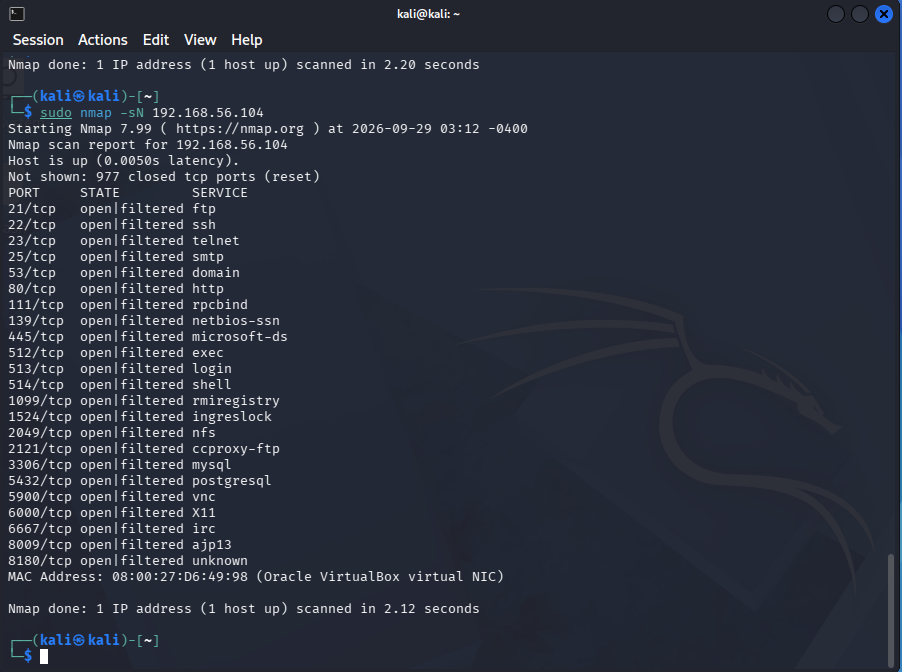 kali@kali: ~
Session Actions Edit View Help
Nmap done: 1 IP address (1 host up) scanned in 2.20 seconds
┌──(kali㉿kali)-[~]
└─$ sudo nmap -sN 192.168.56.104
Starting Nmap 7.99 ( https://nmap.org ) at 2026-09-29 03:12 -0400
Nmap scan report for 192.168.56.104
Host is up (0.0050s latency).
Not shown: 977 closed tcp ports (reset)
PORT     STATE         SERVICE
21/tcp   open|filtered ftp
22/tcp   open|filtered ssh
23/tcp   open|filtered telnet
25/tcp   open|filtered smtp
53/tcp   open|filtered domain
80/tcp   open|filtered http
111/tcp  open|filtered rpcbind
139/tcp  open|filtered netbios-ssn
445/tcp  open|filtered microsoft-ds
512/tcp  open|filtered exec
513/tcp  open|filtered login
514/tcp  open|filtered shell
1099/tcp open|filtered rmiregistry
1524/tcp open|filtered ingreslock
2049/tcp open|filtered nfs
2121/tcp open|filtered ccproxy-ftp
3306/tcp open|filtered mysql
5432/tcp open|filtered postgresql
5900/tcp open|filtered vnc
6000/tcp open|filtered X11
6667/tcp open|filtered irc
8009/tcp open|filtered ajp13
8180/tcp open|filtered unknown
MAC Address: 08:00:27:D6:49:98 (Oracle VirtualBox virtual NIC)
Nmap done: 1 IP address (1 host up) scanned in 2.12 seconds
┌──(kali㉿kali)-[~]
└─$